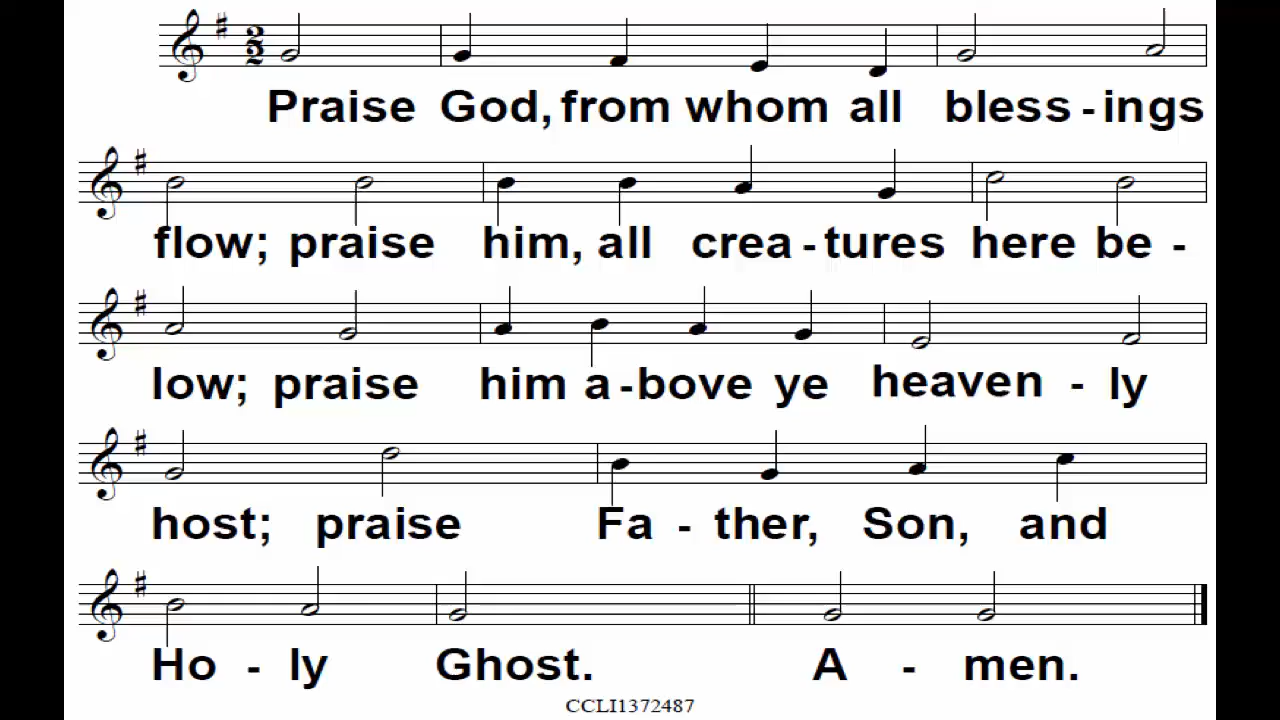 Praise God, from whom all bless - ings
flow; praise him, all crea - tures here be -
low; praise him a - bove ye heaven - ly
host; praise Fa - ther, Son, and
Ho - ly Ghost. A - men.
CCLI1372487